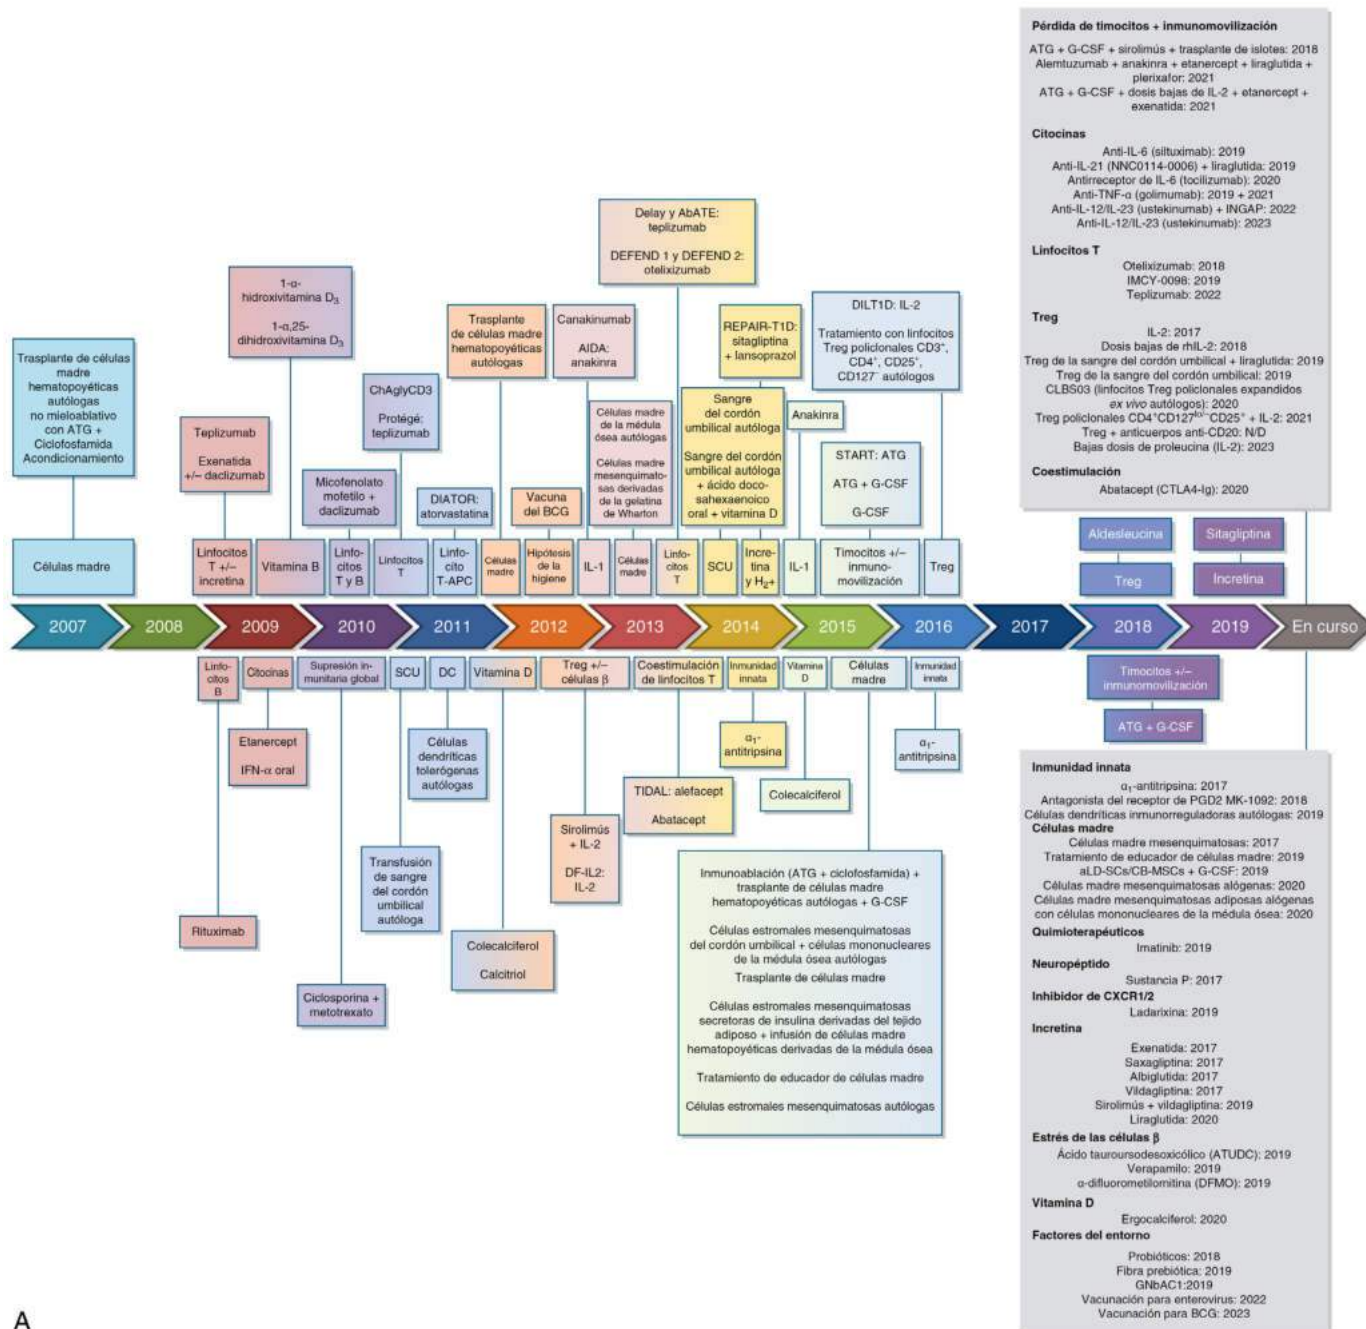 Pérdida de timocitos + inmunomovilización
ATG + G-CSF + sirolimús + trasplante de islotes: 2018
Alemtuzumab + anakinra + etanercept + liraglutida +
plerixafor: 2021
ATG + G-CSF + dosis bajas de IL-2 + etanercept +
exenatida: 2021
Citocinas
Anti-IL-6 (siltuximab): 2019
Anti-IL-21 (NNC0114-0006) + liraglutida: 2019
Antirreceptor de IL-6 (tocilizumab): 2020
Anti-TNF-α (golimumab): 2019 + 2021
Anti-IL-12/IL-23 (ustekinumab) + INGAP: 2022
Anti-IL-12/IL-23 (ustekinumab): 2023
Linfocitos T
Otelixizumab: 2018
IMCY-0098: 2019
Teplizumab: 2022
Treg
IL-2: 2017
Dosis bajas de rhIL-2: 2018
Treg de la sangre del cordón umbilical + liraglutida: 2019
Treg de la sangre del cordón umbilical: 2019
CLBS03 (linfocitos Treg policlonales expandidos
ex vivo autólogos): 2020
Treg policlonales CD4⁺CD127ˡᵒ/⁻CD25⁺ + IL-2: 2021
Treg + anticuerpos anti-CD20: N/D
Bajas dosis de proleucina (IL-2): 2023
Coestimulación
Abatacept (CTLA4-Ig): 2020
Trasplante de células
madre
hematopoyéticas
autólogas
no mieloablativo
con ATG +
Ciclofosfamida
Acondicionamiento
Teplizumab
Exenatida
+/– daclizumab
1-α-
hidroxivitamina D₃
1-α,25-
dihidroxivitamina D₃
Micofenolato
mofetilo +
daclizumab
ChAglyCD3
Protégé:
teplizumab
DIATOR:
atorvastatina
Trasplante
de células madre
hematopoyéticas
autólogas
Vacuna
del BCG
Canakinumab
AIDA:
anakinra
Células madre
de la médula
ósea autólogas
Células madre
mesenquimato-
sas derivadas
de la gelatina
de Wharton
Delay y AbATE:
teplizumab
DEFEND 1 y DEFEND 2:
otelixizumab
Sangre
del cordón
umbilical autóloga
Sangre del cordón
umbilical autóloga
+ ácido doco-
sahexaenoico
oral + vitamina D
REPAIR-T1D:
sitagliptina
+ lansoprazol
Anakinra
START: ATG
ATG + G-CSF
G-CSF
DILT1D: IL-2
Tratamiento con linfocitos
Treg policlonales CD3⁺,
CD4⁺, CD25⁺,
CD127⁻ autólogos
Células madre
Linfocitos
T +/–
incretina
Vitamina B
Linfo-
citos
T y B
Linfocitos
T
Linfo-
cito
T-APC
Células
madre
Hipótesis
de la
higiene
IL-1
Células
madre
Linfo-
citos
T
SCU
Incre-
tina
y H₂+
IL-1
Timocitos +/–
inmuno-
movilización
Treg
Aldesleucina
Treg
Sitagliptina
Incretina
2007
2008
2009
2010
2011
2012
2013
2014
2015
2016
2017
2018
2019
En curso
Linfo-
citos
B
Citocinas
Supresión in-
munitaria global
SCU
DC
Vitamina D
Treg +/–
células β
Coestimulación
de linfocitos T
Inmunidad
innata
Vitamina
D
Células
madre
Inmunidad
innata
Timocitos +/–
inmunomovilización
ATG + G-CSF
Rituximab
Etanercept
IFN-α oral
Ciclosporina +
metotrexato
Transfusión
de sangre
del cordón
umbilical
autóloga
Células
dendríticas
tolerógenas
autólogas
Colecalciferol
Calcitriol
Sirolimús
+ IL-2
DF-IL2:
IL-2
TIDAL: alefacept
Abatacept
α₁-
antitripsina
Colecalciferol
Inmunoablación (ATG + ciclofosfamida) +
trasplante de células madre
hematopoyéticas autólogas + G-CSF
Células estromales mesenquimatosas
del cordón umbilical + células mononucleares
de la médula ósea autólogas
Trasplante de células madre
Células estromales mesenquimatosas
secretoras de insulina derivadas del tejido
adiposo + infusión de células madre
hematopoyéticas derivadas de la médula ósea
Tratamiento de educador de células madre
Células estromales mesenquimatosas autólogas
α₁-
antitripsina
Inmunidad innata
α₁-antitripsina: 2017
Antagonista del receptor de PGD2 MK-1092: 2018
Células dendríticas inmunorreguladoras autólogas: 2019
Células madre
Células madre mesenquimatosas: 2017
Tratamiento de educador de células madre: 2019
aLD-SCs/CB-MSCs + G-CSF: 2019
Células madre mesenquimatosas alógenas: 2020
Células madre mesenquimatosas adiposas alógenas
con células mononucleares de la médula ósea: 2020
Quimioterapéuticos
Imatinib: 2019
Neuropéptido
Sustancia P: 2017
Inhibidor de CXCR1/2
Ladarixina: 2019
Incretina
Exenatida: 2017
Saxagliptina: 2017
Albiglutida: 2017
Vildagliptina: 2017
Sirolimús + vildagliptina: 2019
Liraglutida: 2020
Estrés de las células β
Ácido tauroursodesoxicólico (ATUDC): 2019
Verapamilo: 2019
α-difluorometilornitina (DFMO): 2019
Vitamina D
Ergocalciferol: 2020
Factores del entorno
Probióticos: 2018
Fibra prebiótica: 2019
GNbAC1:2019
Vacunación para enterovirus: 2022
Vacunación para BCG: 2023
A